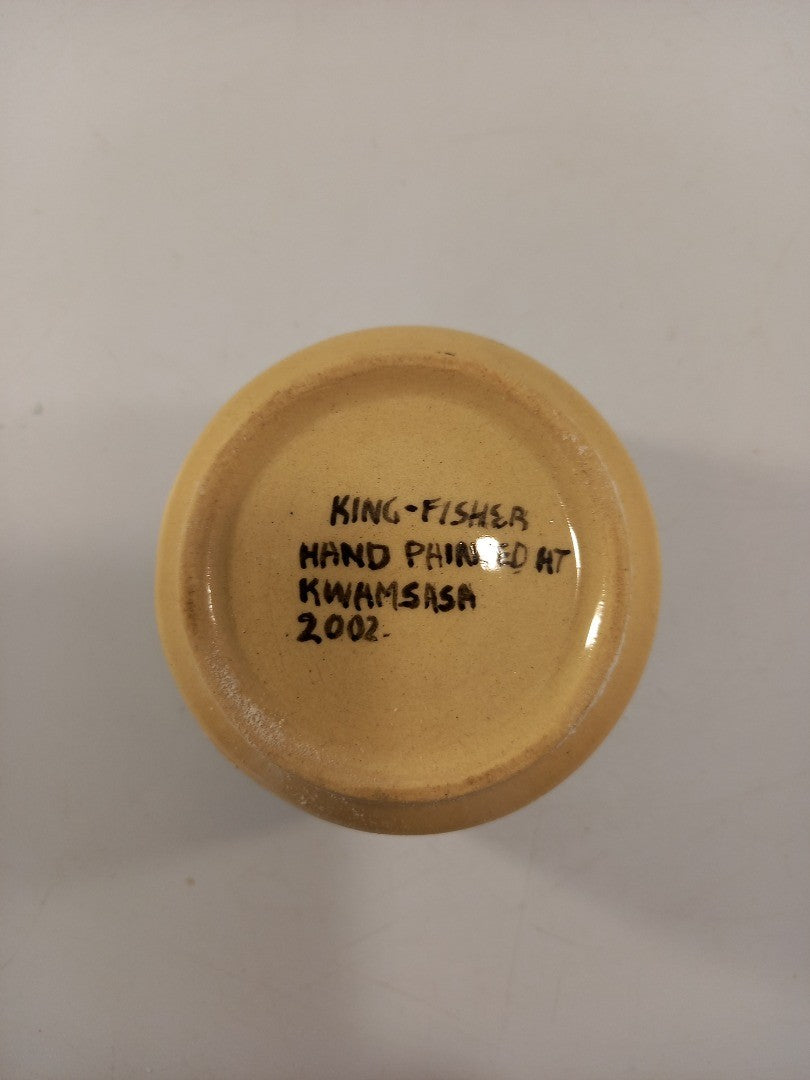 KING-FISHER
HAND PAINTED AT
KWAMSASA
2002.